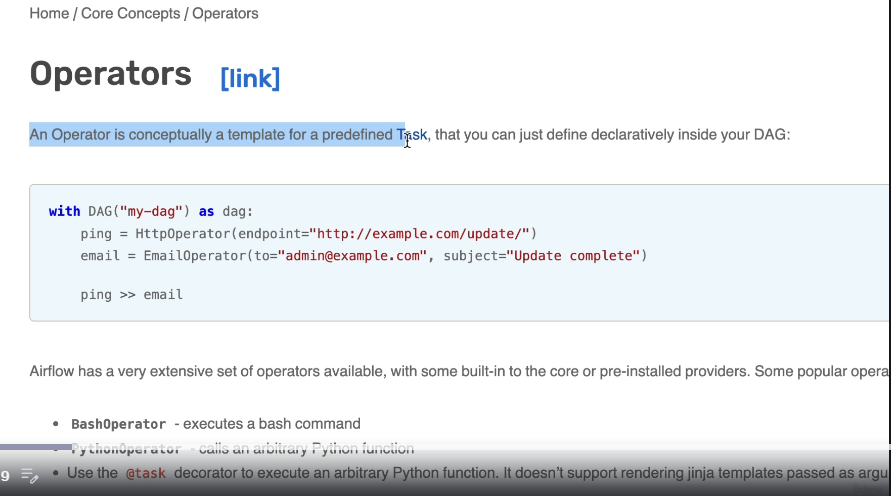 Home / Core Concepts / Operators
Operators [link]
An Operator is conceptually a template for a predefined Task, that you can just define declaratively inside your DAG:
with DAG("my-dag") as dag:
    ping = HttpOperator(endpoint="http://example.com/update/")
    email = EmailOperator(to="admin@example.com", subject="Update complete")
    ping >> email
Airflow has a very extensive set of operators available, with some built-in to the core or pre-installed providers. Some popular opera
• BashOperator - executes a bash command
• PythonOperator - calls an arbitrary Python function
9
• Use the @task decorator to execute an arbitrary Python function. It doesn't support rendering jinja templates passed as argu